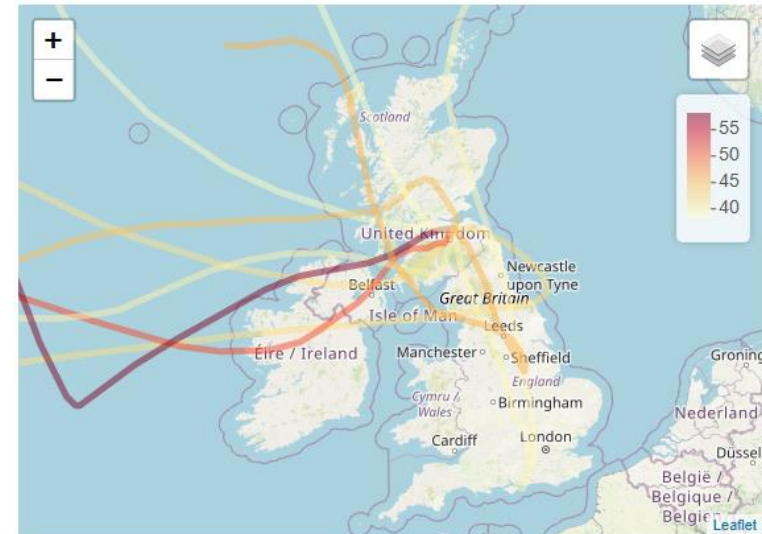 +
−
Scotland
55
50
45
40
United Kingdom
Newcastle
upon Tyne
Belfast
Great Britain
Isle of Man
Leeds
Éire / Ireland
Manchester
Sheffield
Groning
England
Cymru /
Wales
Birmingham
Nederland
Cardiff
London
Düssel
België /
Belgique /
Belgien
Leaflet